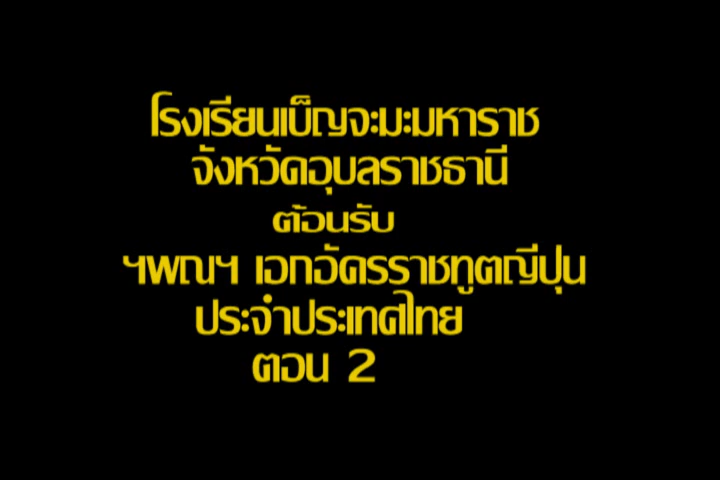 โรงเรียนเบ็ญจะมะมหาราช
จังหวัดอุบลราชธานี
ต้อนรับ
ฯพณฯ เอกอัครราชทูตญี่ปุ่น
ประจำประเทศไทย
ตอน 2